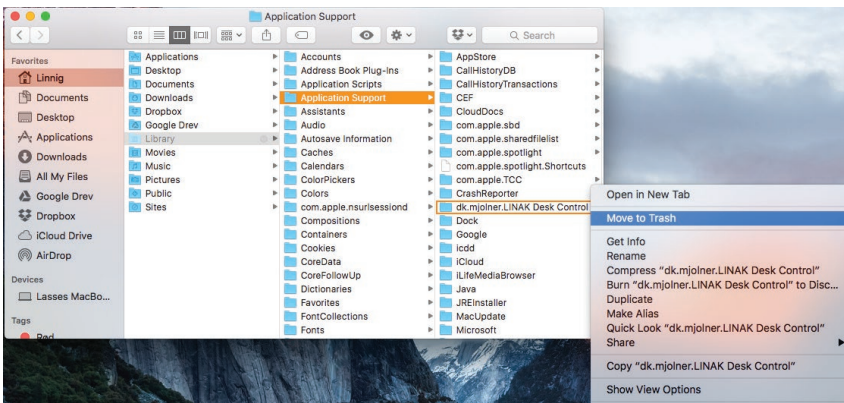 Application Support
Search
Favorites
Linnig
Documents
Desktop
Applications
Downloads
All My Files
Google Drev
Dropbox
iCloud Drive
AirDrop
Devices
Lasses MacBo...
Tags
Rød
Applications
Desktop
Documents
Downloads
Dropbox
Google Drev
Library
Movies
Music
Pictures
Public
Sites
Accounts
Address Book Plug-Ins
Application Scripts
Application Support
Assistants
Audio
Autosave Information
Caches
Calendars
ColorPickers
Colors
com.apple.nsurlsessiond
Compositions
Containers
Cookies
CoreData
CoreFollowUp
Dictionaries
Favorites
FontCollections
Fonts
AppStore
CallHistoryDB
CallHistoryTransactions
CEF
CloudDocs
com.apple.sbd
com.apple.sharedfilelist
com.apple.spotlight
com.apple.spotlight.Shortcuts
com.apple.TCC
CrashReporter
dk.mjolner.LINAK Desk Control
Dock
Google
icdd
iCloud
iLifeMediaBrowser
Java
JREInstaller
MacUpdate
Microsoft
Open in New Tab
Move to Trash
Get Info
Rename
Compress "dk.mjolner.LINAK Desk Control"
Burn "dk.mjolner.LINAK Desk Control" to Disc...
Duplicate
Make Alias
Quick Look "dk.mjolner.LINAK Desk Control"
Share
Copy "dk.mjolner.LINAK Desk Control"
Show View Options